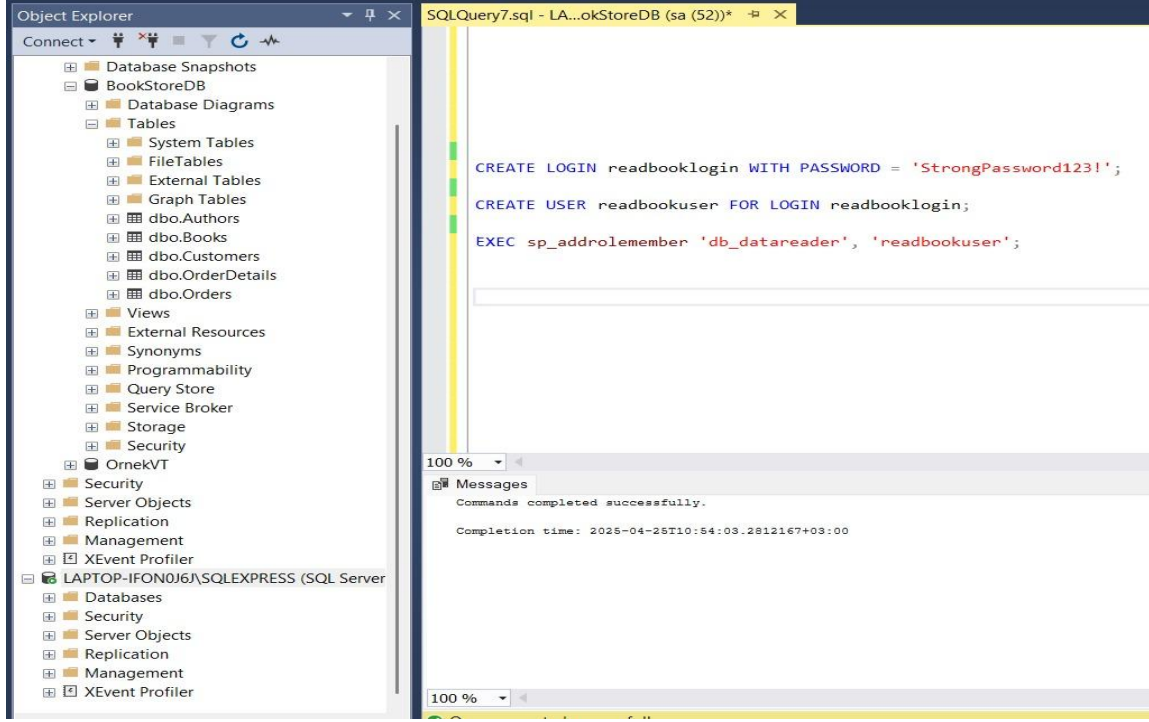 Object Explorer
Connect
Database Snapshots
BookStoreDB
Database Diagrams
Tables
System Tables
FileTables
External Tables
Graph Tables
dbo.Authors
dbo.Books
dbo.Customers
dbo.OrderDetails
dbo.Orders
Views
External Resources
Synonyms
Programmability
Query Store
Service Broker
Storage
Security
OrnekVT
Security
Server Objects
Replication
Management
XEvent Profiler
LAPTOP-IFON0J6J\SQLEXPRESS (SQL Server
Databases
Security
Server Objects
Replication
Management
XEvent Profiler
SQLQuery7.sql - LA...okStoreDB (sa (52))*
CREATE LOGIN readbooklogin WITH PASSWORD = 'StrongPassword123!';
CREATE USER readbookuser FOR LOGIN readbooklogin;
EXEC sp_addrolemember 'db_datareader', 'readbookuser';
100 %
Messages
Commands completed successfully.
Completion time: 2025-04-25T10:54:03.2812167+03:00
100 %